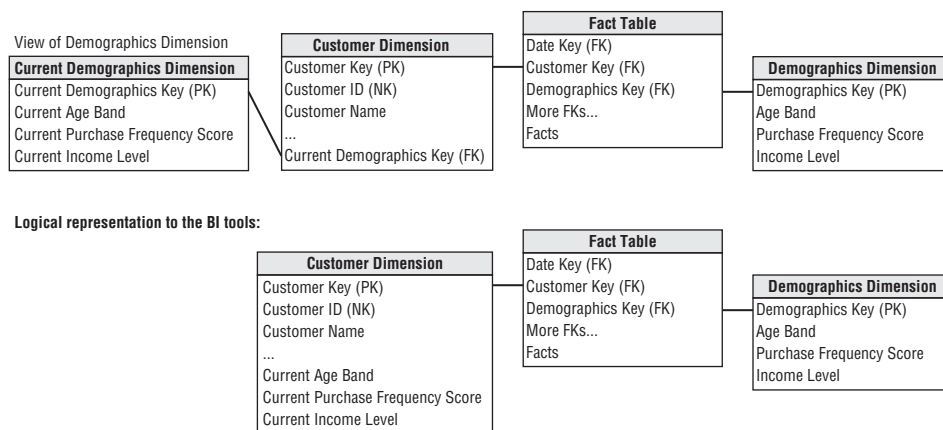 View of Demographics Dimension
Current Demographics Dimension
Current Demographics Key (PK)
Current Age Band
Current Purchase Frequency Score
Current Income Level
Customer Dimension
Customer Key (PK)
Customer ID (NK)
Customer Name
...
Current Demographics Key (FK)
Fact Table
Date Key (FK)
Customer Key (FK)
Demographics Key (FK)
More FKs...
Facts
Demographics Dimension
Demographics Key (PK)
Age Band
Purchase Frequency Score
Income Level
Logical representation to the BI tools:
Customer Dimension
Customer Key (PK)
Customer ID (NK)
Customer Name
...
Current Age Band
Current Purchase Frequency Score
Current Income Level
Fact Table
Date Key (FK)
Customer Key (FK)
Demographics Key (FK)
More FKs...
Facts
Demographics Dimension
Demographics Key (PK)
Age Band
Purchase Frequency Score
Income Level